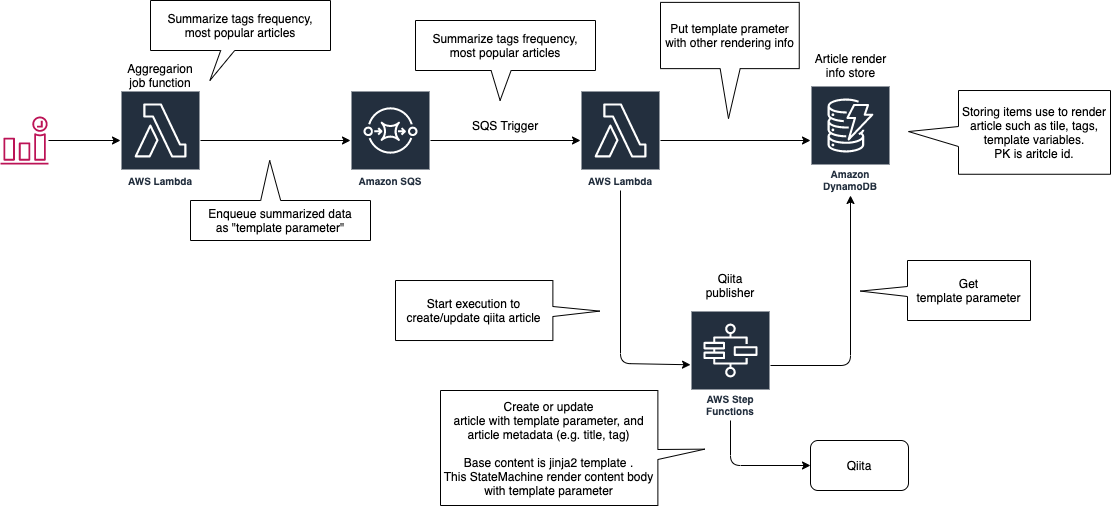 Summarize tags frequency,
most popular articles
Aggregarion
job function
AWS Lambda
Enqueue summarized data
as "template parameter"
Amazon SQS
Summarize tags frequency,
most popular articles
SQS Trigger
AWS Lambda
Put template prameter
with other rendering info
Article render
info store
Amazon
DynamoDB
Storing items use to render
article such as tile, tags,
template variables.
PK is aritcle id.
Start execution to
create/update qiita article
Qiita
publisher
AWS Step
Functions
Get
template parameter
Create or update
article with template parameter, and
article metadata (e.g. title, tag)
Base content is jinja2 template .
This StateMachine render content body
with template parameter
Qiita